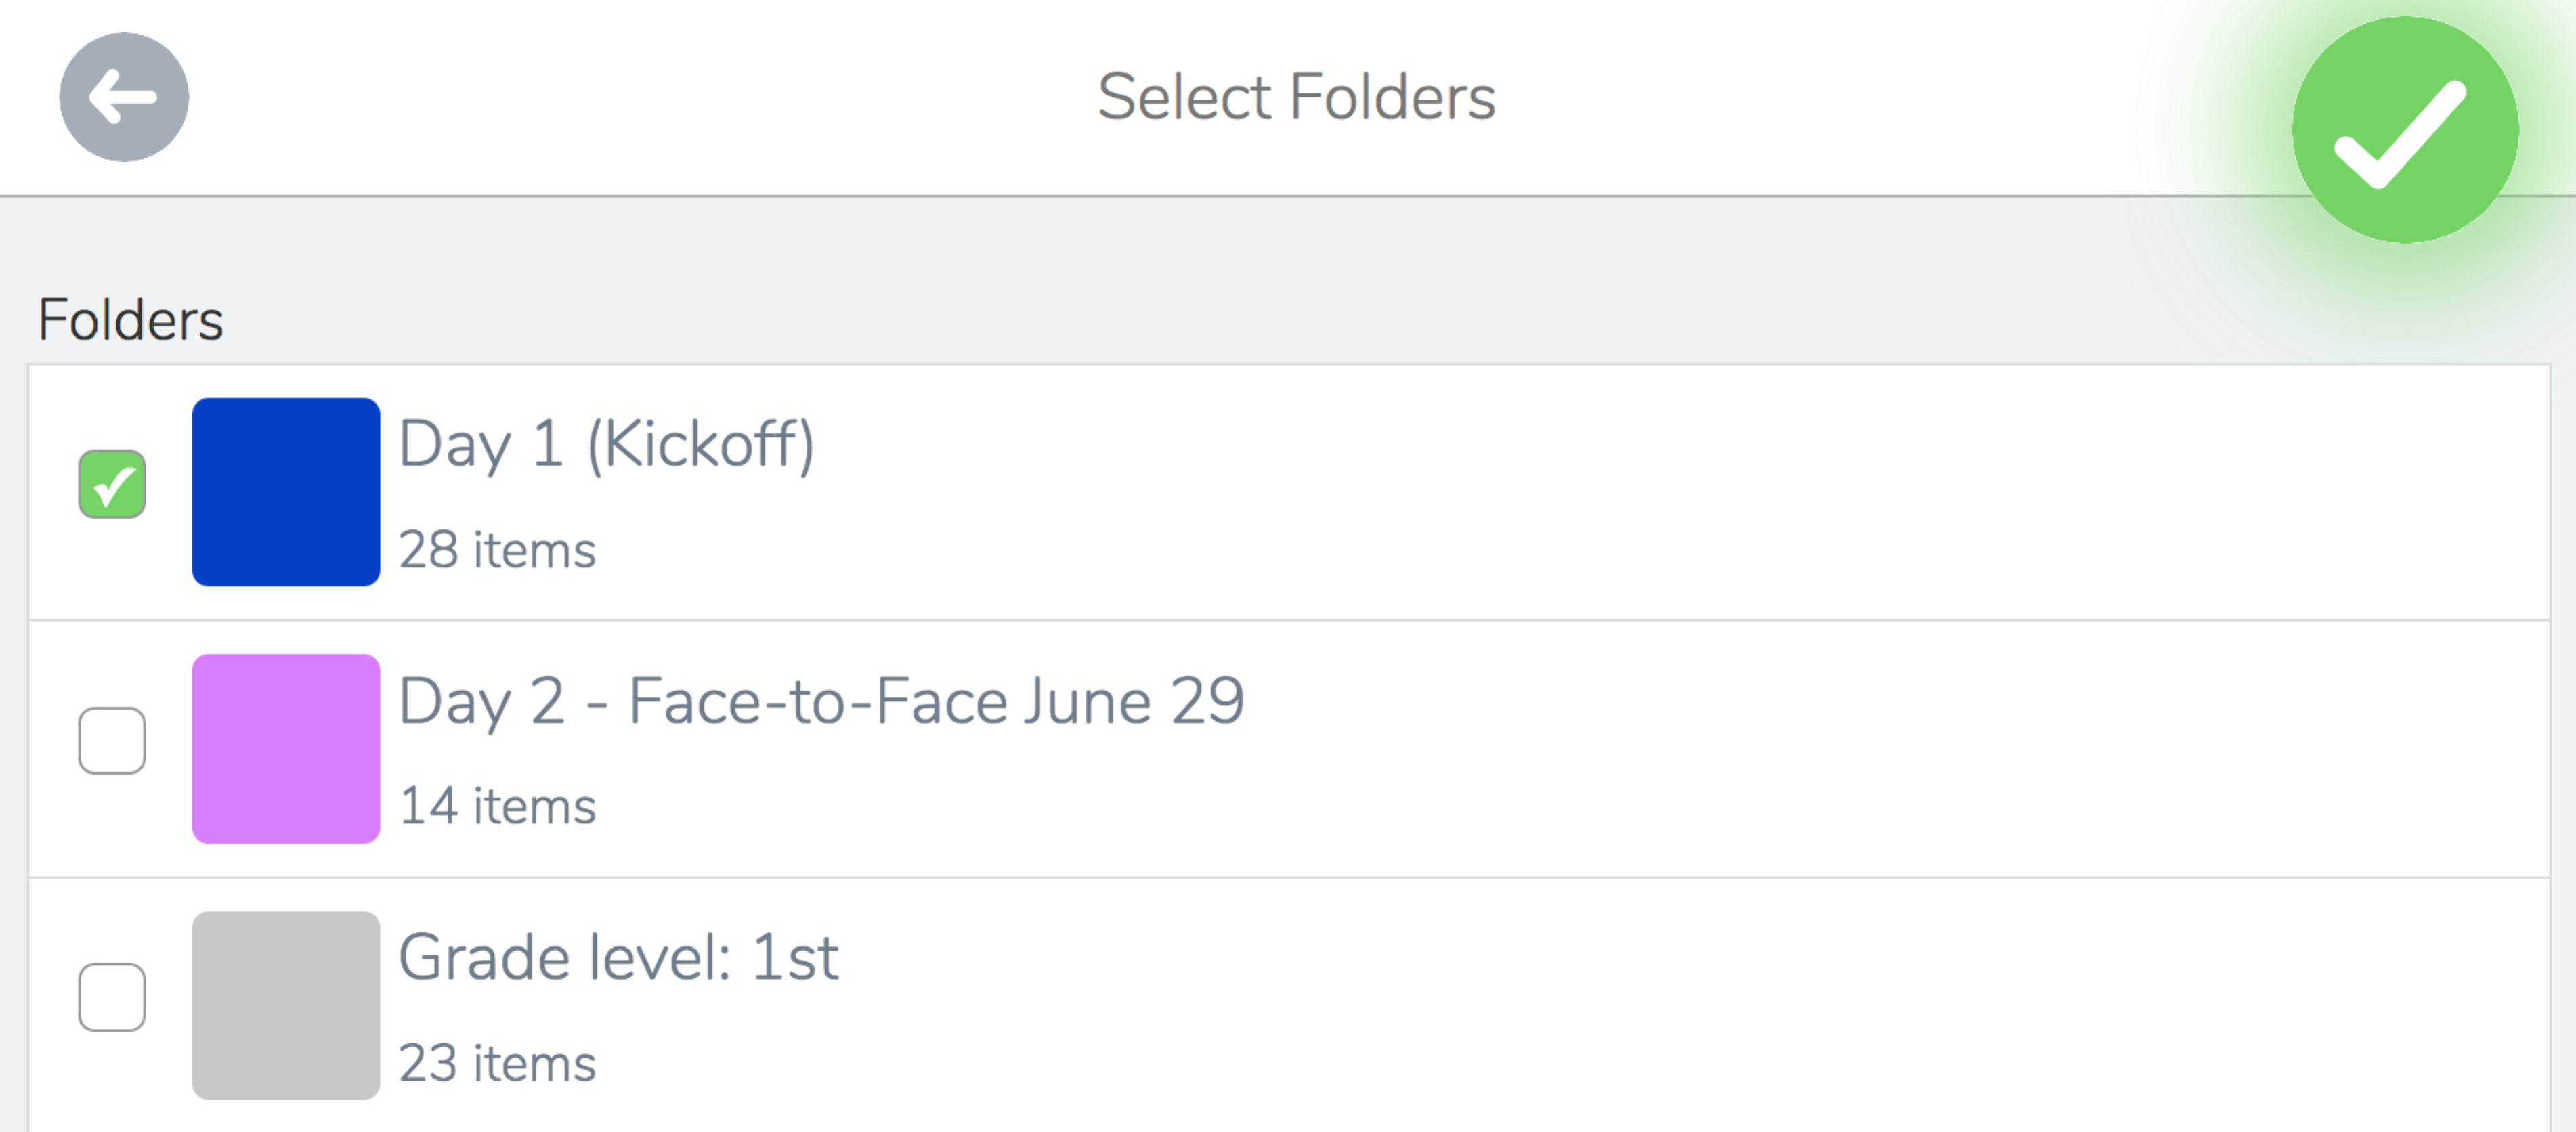 Select Folders
Folders
Day 1 (Kickoff)
28 items
Day 2 - Face-to-Face June 29
14 items
Grade level: 1st
23 items